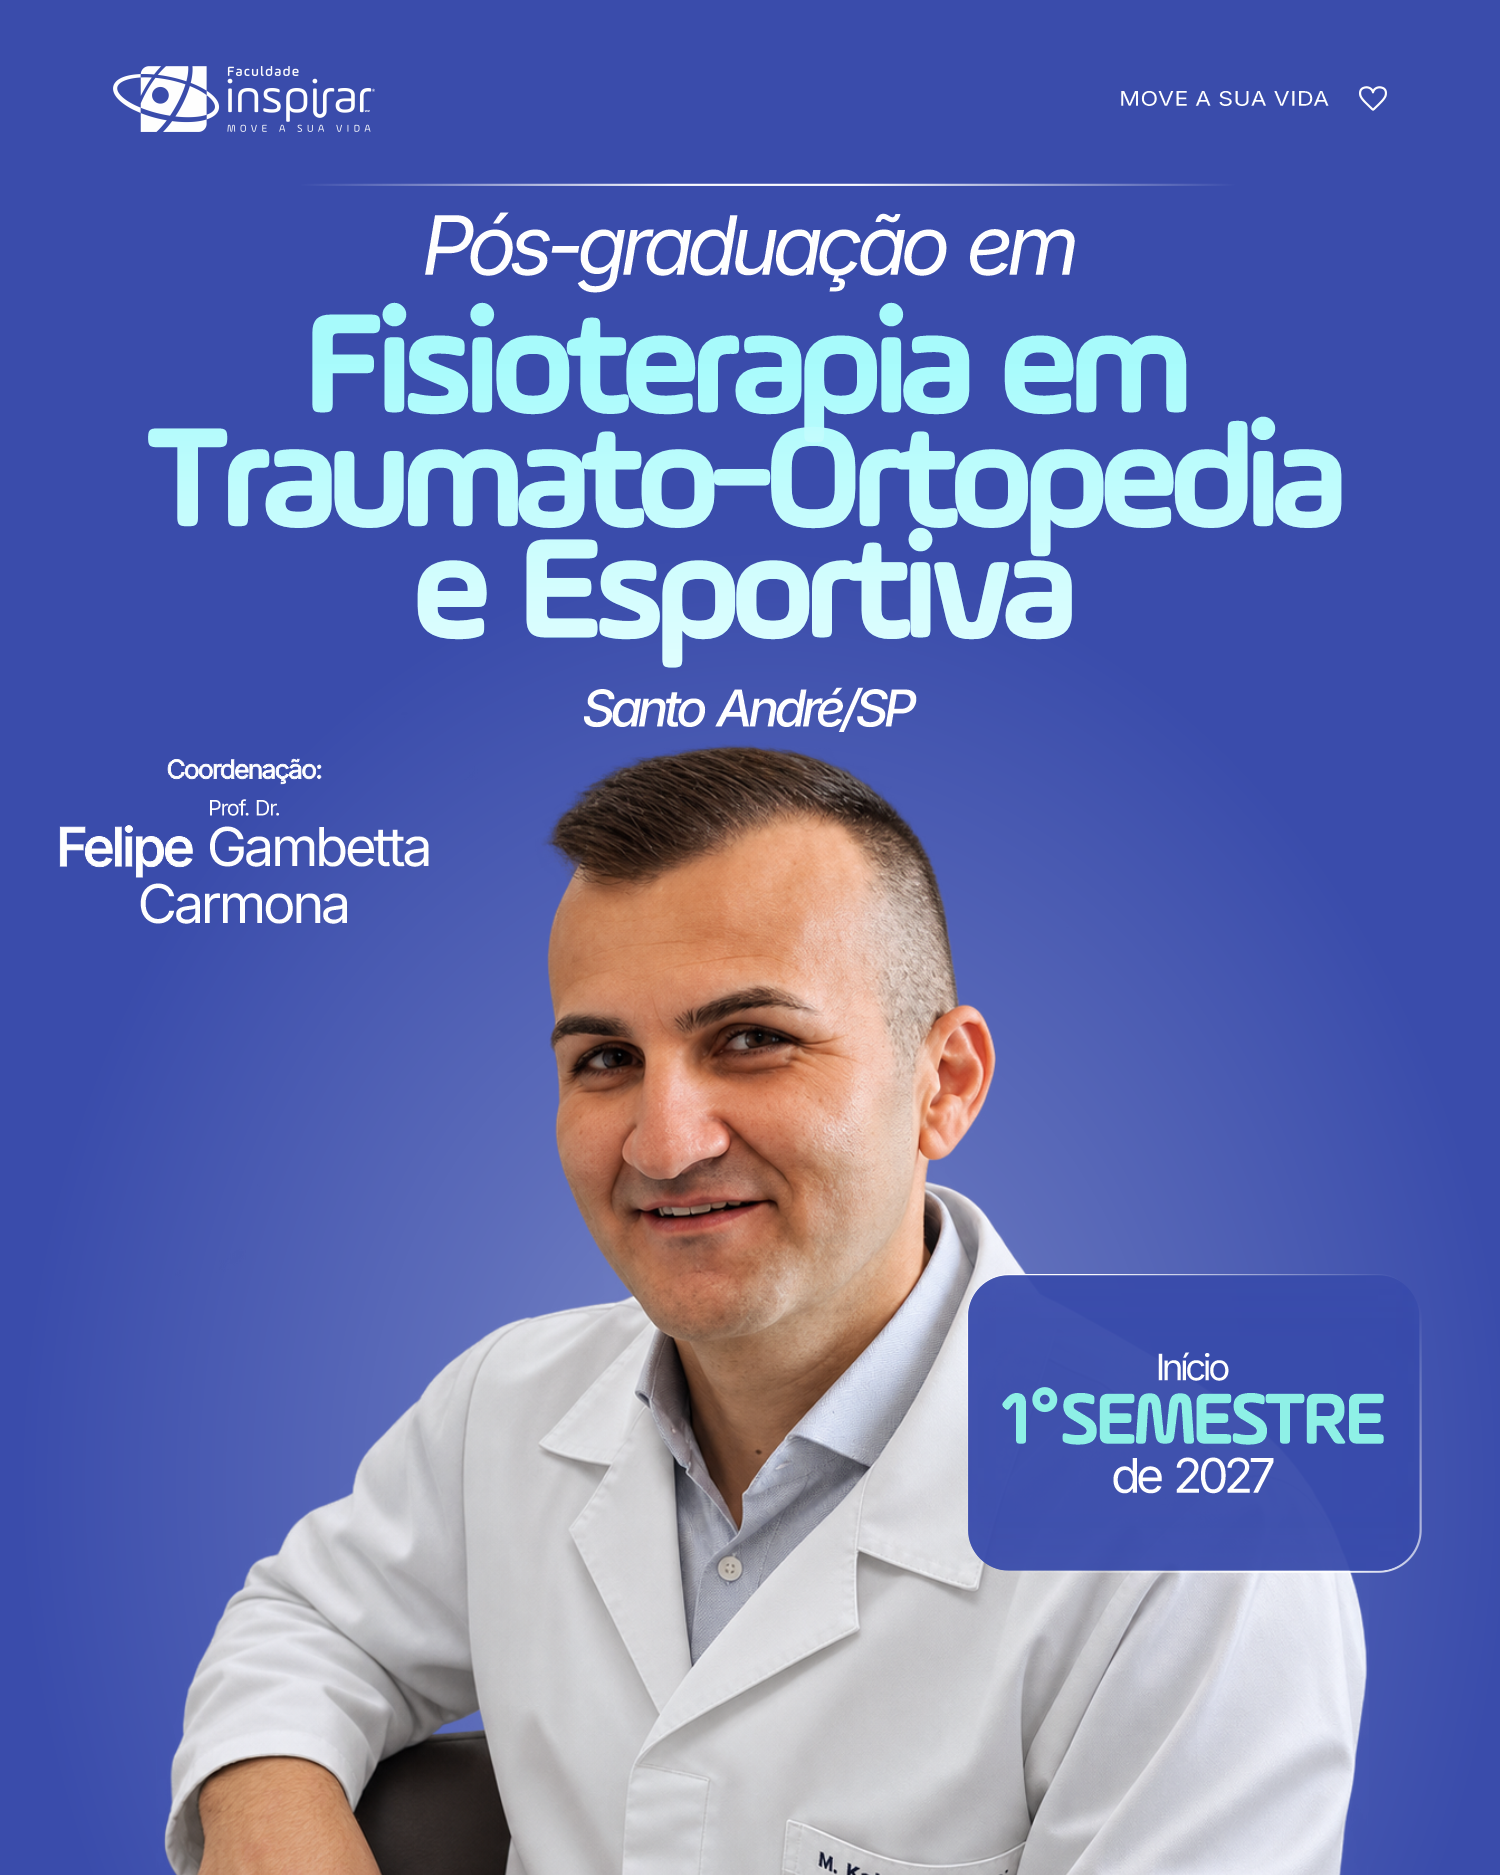 Faculdade
inspirar
MOVE A SUA VIDA
MOVE A SUA VIDA
Pós-graduação em
Fisioterapia em
Traumato-Ortopedia
e Esportiva
Santo André/SP
Coordenação:
Prof. Dr.
Felipe Gambetta
Carmona
Início
1°SEMESTRE
de 2027
M.